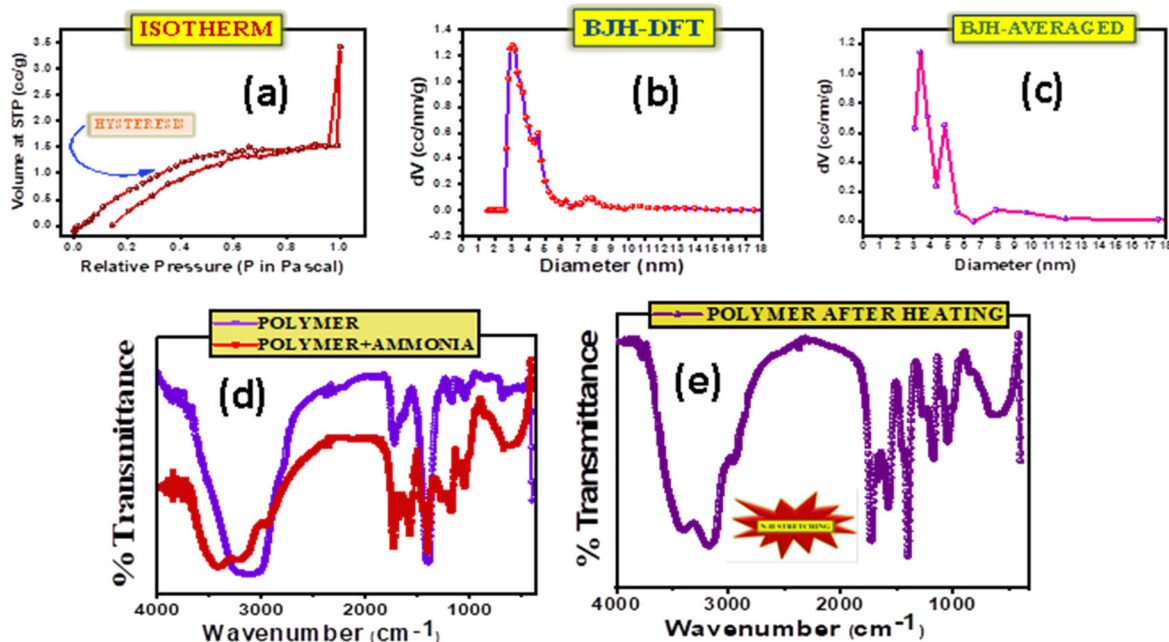 ISOTHERM
(a)
HYSTERESIS
Volume at STP (cc/g)
3.5
3.0
2.5
2.0
1.5
1.0
0.5
0.0
0.0 0.2 0.4 0.6 0.8 1.0
Relative Pressure (P in Pascal)
BJH-DFT
(b)
dV (cc/nm/g)
1.2
1.0
0.8
0.6
0.4
0.2
0.0
-0.2
0 1 2 3 4 5 6 7 8 9 10 11 12 13 14 15 16 17 18
Diameter (nm)
BJH-AVERAGED
(c)
dV (cc/nm/g)
1.2
1.0
0.8
0.6
0.4
0.2
0.0
0 1 2 3 4 5 6 7 8 9 10 11 12 13 14 15 16 17 18
Diameter (nm)
POLYMER
POLYMER+AMMONIA
(d)
% Transmittance
4000 3000 2000 1000
Wavenumber (cm-1)
POLYMER AFTER HEATING
(e)
N-H STRETCHING
% Transmittance
4000 3000 2000 1000
Wavenumber (cm-1)